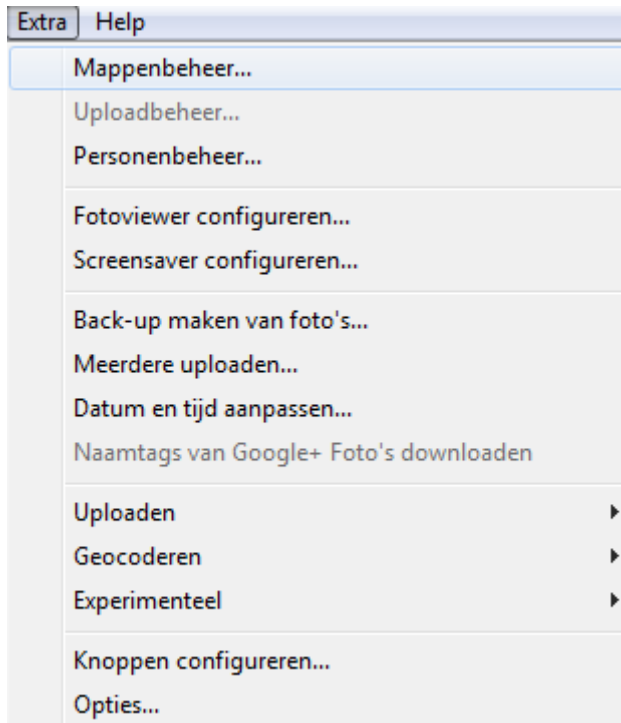 Extra Help
Mappenbeheer...
Uploadbeheer...
Personenbeheer...
Fotoviewer configureren...
Screensaver configureren...
Back-up maken van foto's...
Meerdere uploaden...
Datum en tijd aanpassen...
Naamtags van Google+ Foto's downloaden
Uploaden
Geocoderen
Experimenteel
Knoppen configureren...
Opties...